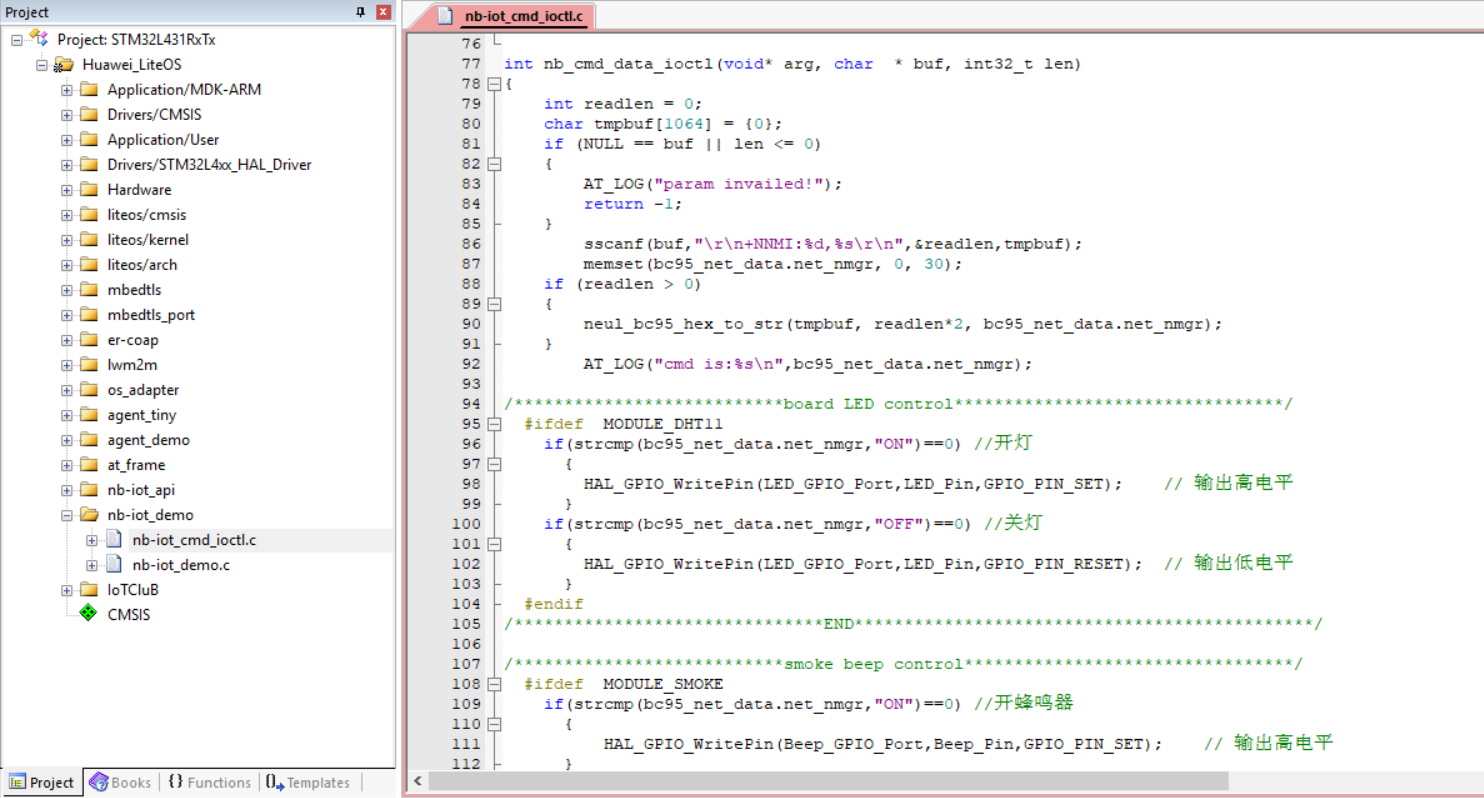 Project
Project: STM32L431RxTx
Huawei_LiteOS
Application/MDK-ARM
Drivers/CMSIS
Application/User
Drivers/STM32L4xx_HAL_Driver
Hardware
liteos/cmsis
liteos/kernel
liteos/arch
mbedtls
mbedtls_port
er-coap
lwm2m
os_adapter
agent_tiny
agent_demo
at_frame
nb-iot_api
nb-iot_demo
nb-iot_cmd_ioctl.c
nb-iot_demo.c
IoTCluB
CMSIS
Project Books {} Functions 0 Templates
nb-iot_cmd_ioctl.c
76
77 int nb_cmd_data_ioctl(void* arg, char  * buf, int32_t len)
78 {
79     int readlen = 0;
80     char tmpbuf[1064] = {0};
81     if (NULL == buf || len <= 0)
82     {
83         AT_LOG("param invailed!");
84         return -1;
85     }
86         sscanf(buf,"\r\n+NNMI:%d,%s\r\n",&readlen,tmpbuf);
87         memset(bc95_net_data.net_nmgr, 0, 30);
88     if (readlen > 0)
89     {
90         neul_bc95_hex_to_str(tmpbuf, readlen*2, bc95_net_data.net_nmgr);
91     }
92         AT_LOG("cmd is:%s\n",bc95_net_data.net_nmgr);
93
94 /***************************board LED control*********************************/
95   #ifdef  MODULE_DHT11
96     if(strcmp(bc95_net_data.net_nmgr,"ON")==0) //开灯
97       {
98         HAL_GPIO_WritePin(LED_GPIO_Port,LED_Pin,GPIO_PIN_SET);    // 输出高电平
99       }
100     if(strcmp(bc95_net_data.net_nmgr,"OFF")==0) //关灯
101       {
102         HAL_GPIO_WritePin(LED_GPIO_Port,LED_Pin,GPIO_PIN_RESET);  // 输出低电平
103       }
104   #endif
105 /*******************************END**********************************************/
106
107 /***************************smoke beep control*********************************/
108   #ifdef  MODULE_SMOKE
109     if(strcmp(bc95_net_data.net_nmgr,"ON")==0) //开蜂鸣器
110       {
111           HAL_GPIO_WritePin(Beep_GPIO_Port,Beep_Pin,GPIO_PIN_SET);    // 输出高电平
112       }